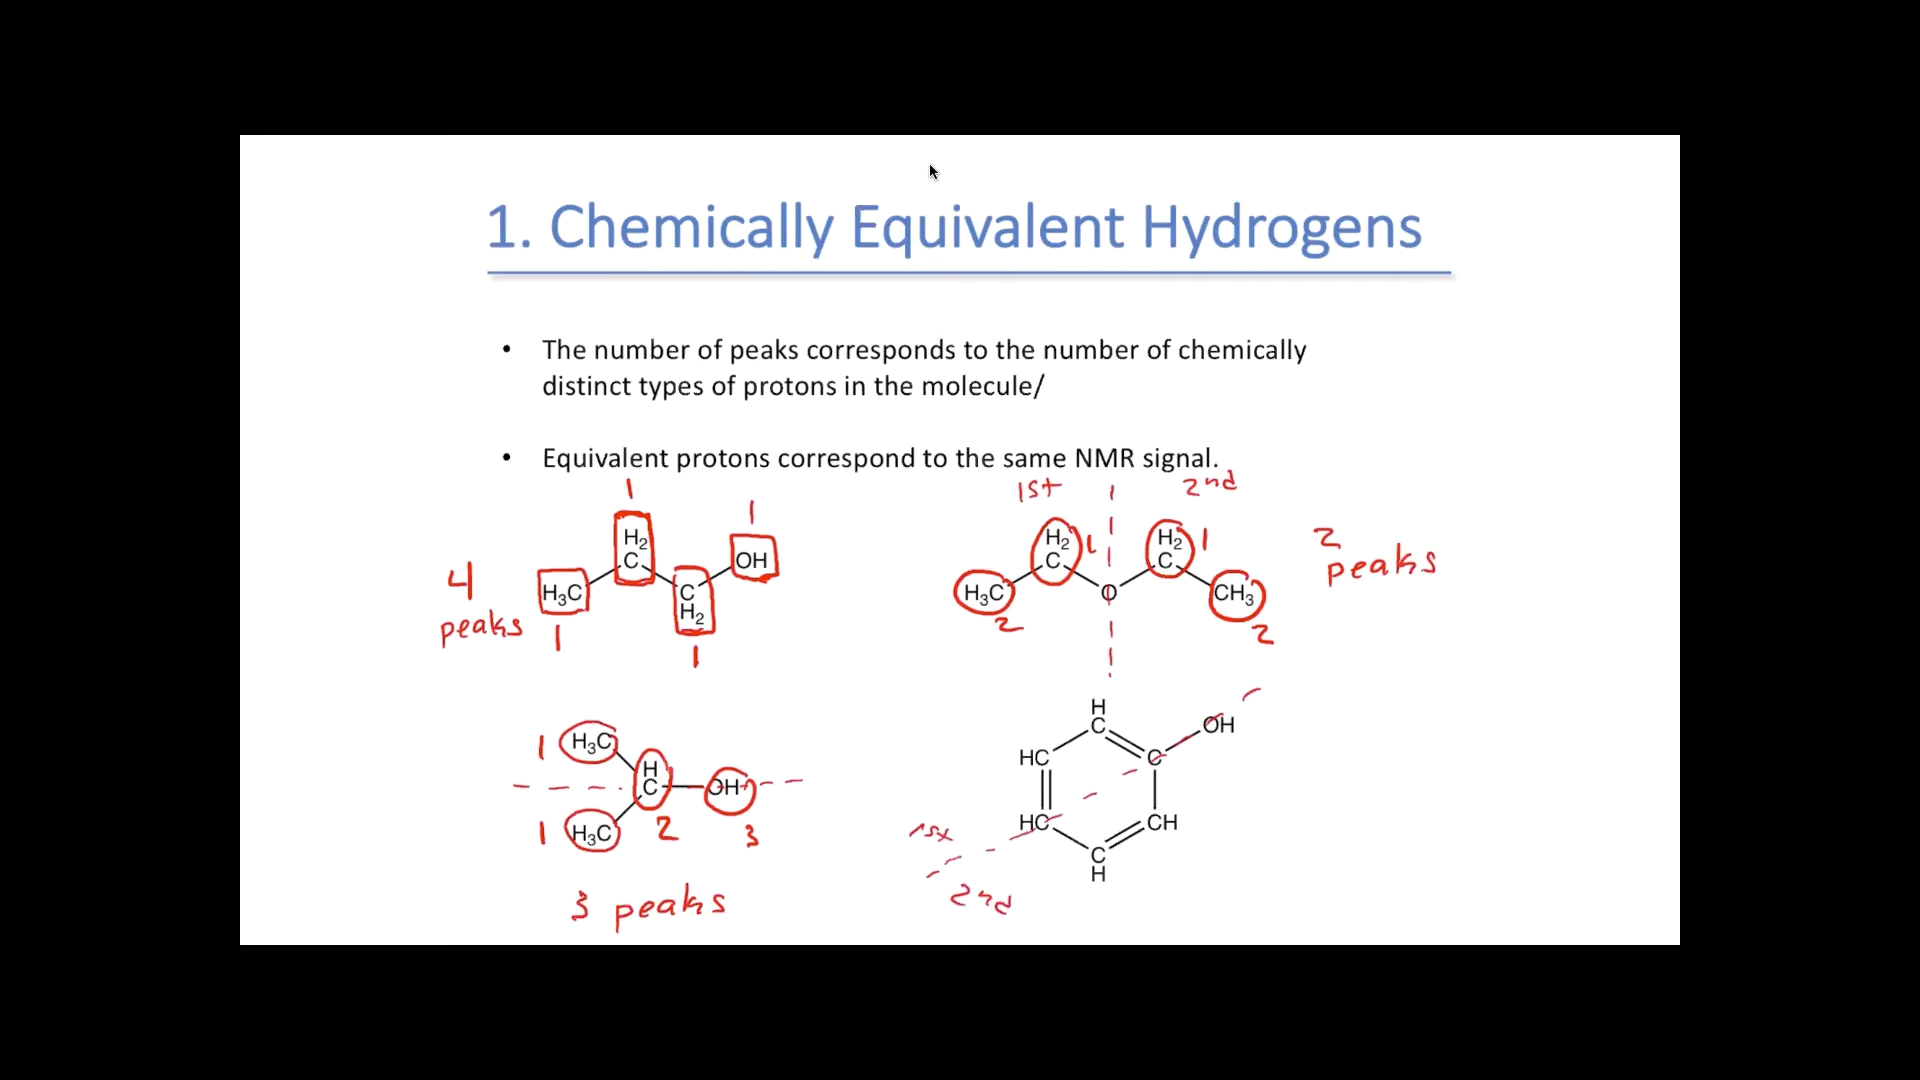 1. Chemically Equivalent Hydrogens
• The number of peaks corresponds to the number of chemically
distinct types of protons in the molecule/
• Equivalent protons correspond to the same NMR signal.
1
1
H2
C
OH
H3C
C
H2
4
peaks
1
1
1st
2nd
H2
C
1
H2
C
1
H3C
O
CH3
2
2
2
peaks
1
H3C
H
C
OH
1
H3C
2
3
3 peaks
H
C
OH
HC
C
HC
CH
C
H
1st
2nd